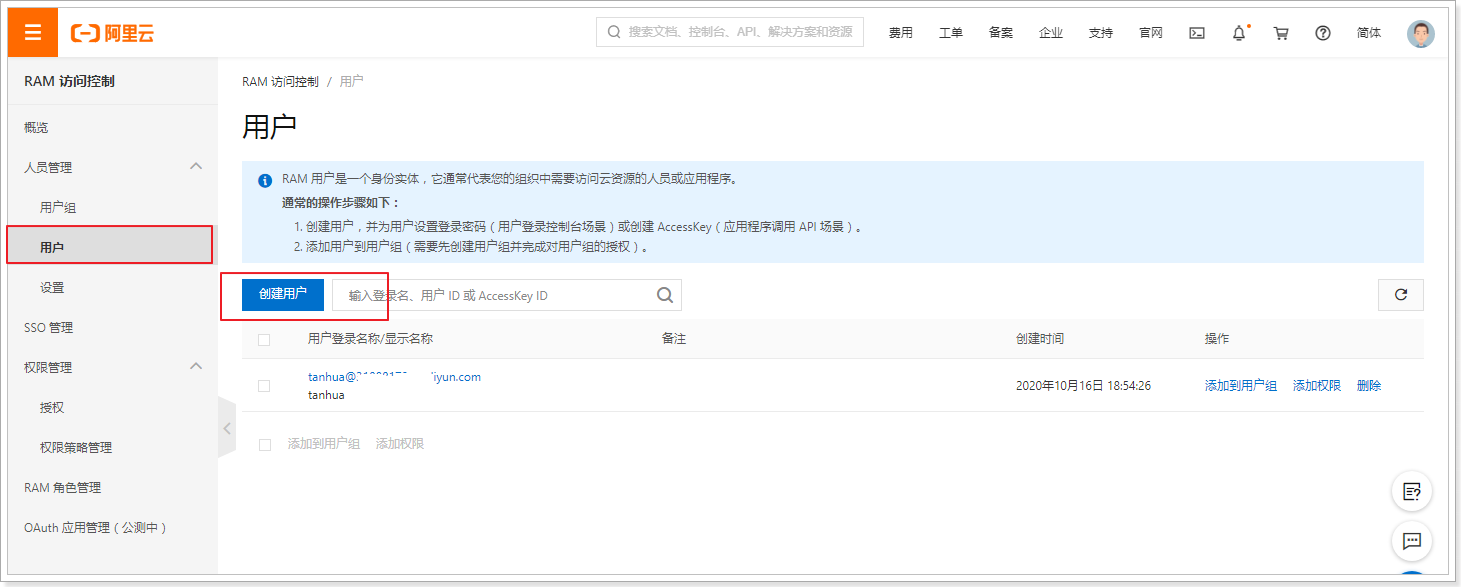 阿里云
搜索文档、控制台、API、解决方案和资源
费用 工单 备案 企业 支持 官网 简体
RAM 访问控制
概览
人员管理
用户组
用户
设置
SSO 管理
权限管理
授权
权限策略管理
RAM 角色管理
OAuth 应用管理（公测中）
RAM 访问控制 / 用户
用户
RAM 用户是一个身份实体，它通常代表您的组织中需要访问云资源的人员或应用程序。
通常的操作步骤如下：
1. 创建用户，并为用户设置登录密码（用户登录控制台场景）或创建 AccessKey（应用程序调用 API 场景）。
2. 添加用户到用户组（需要先创建用户组并完成对用户组的授权）。
创建用户 输入登录名、用户 ID 或 AccessKey ID
用户登录名称/显示名称 备注 创建时间 操作
tanhua@ iyun.com
tanhua
2020年10月16日 18:54:26 添加到用户组 添加权限 删除
添加到用户组 添加权限